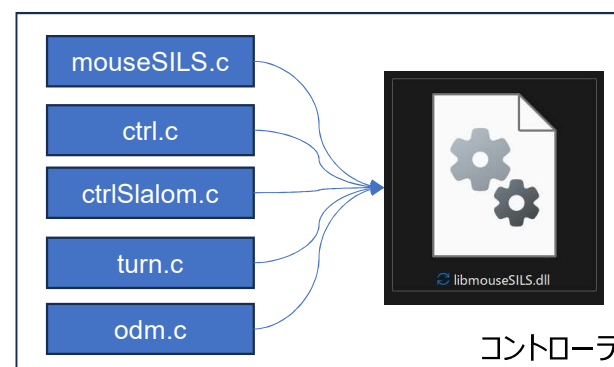 mouseSILS.c
ctrl.c
ctrlSlalom.c
turn.c
odm.c
libmouseSILS.dll
コントローラ